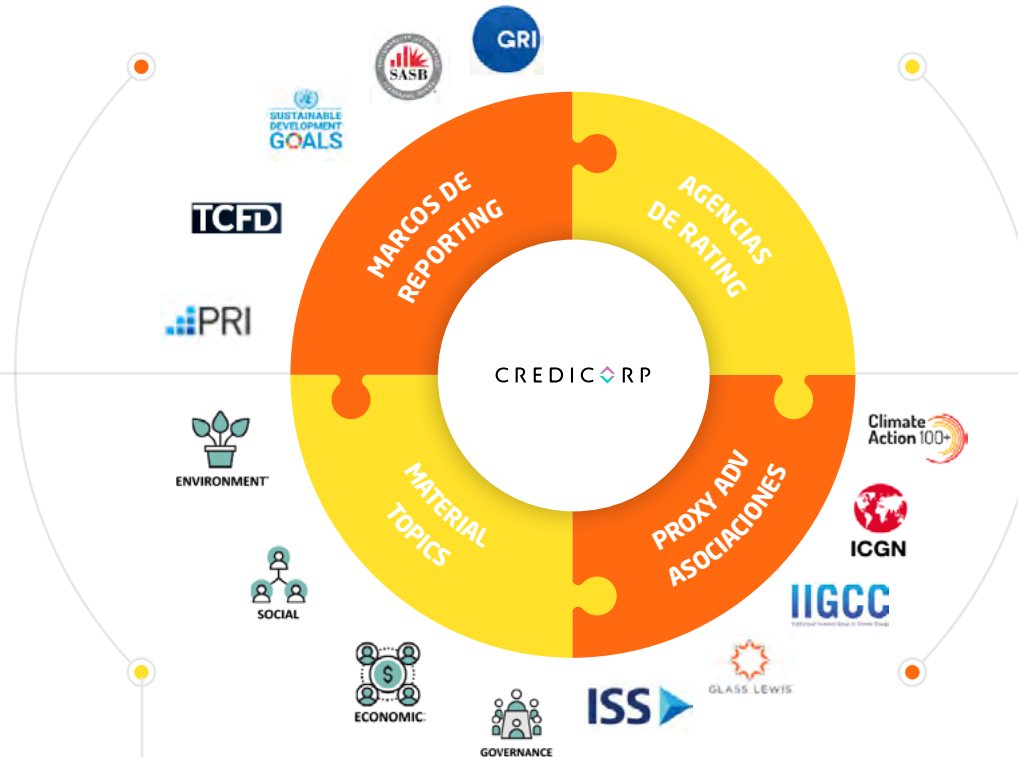 GRI
SASB
SUSTAINABLE
DEVELOPMENT
GOALS
TCFD
PRI
MARCOS DE
REPORTING
AGENCIAS
DE RATING
CREDICORP
MATERIAL
TOPICS
PROXY ADV
ASOCIACIONES
ENVIRONMENT
SOCIAL
ECONOMIC
GOVERNANCE
Climate
Action 100+
ICGN
IIGCC
GLASS LEWIS
ISS